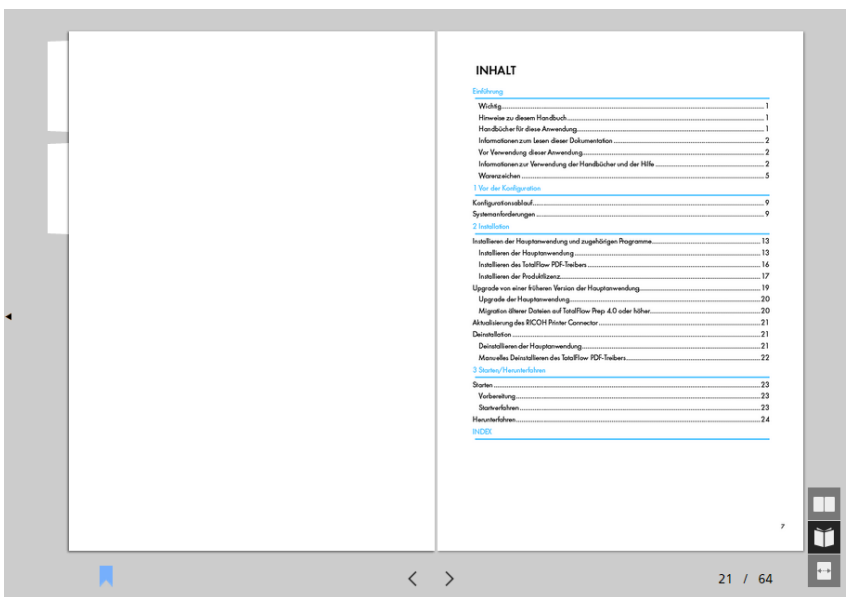 INHALT
Einführung
Wichtig 1
Hinweise zu diesem Handbuch 1
Handbücher für diese Anwendung 1
Informationen zum Lesen dieser Dokumentation 2
Vor Verwendung dieser Anwendung 2
Informationen zur Verwendung der Handbücher und der Hilfe 2
Warenzeichen 5
1 Vor der Konfiguration
Konfigurationsablauf 9
Systemanforderungen 9
2 Installation
Installieren der Hauptanwendung und zugehörigen Programme 13
Installieren der Hauptanwendung 13
Installieren des TotalFlow PDF-Treibers 16
Installieren der Produktlizenz 17
Upgrade von einer früheren Version der Hauptanwendung 19
Upgrade der Hauptanwendung 20
Migration älterer Dateien auf TotalFlow Prep 4.0 oder höher 20
Aktualisierung des RICOH Printer Connector 21
Deinstallation 21
Deinstallieren der Hauptanwendung 21
Manuelles Deinstallieren des TotalFlow PDF-Treibers 22
3 Starten/Herunterfahren
Starten 23
Vorbereitung 23
Startverfahren 23
Herunterfahren 24
INDEX
7
21 / 64